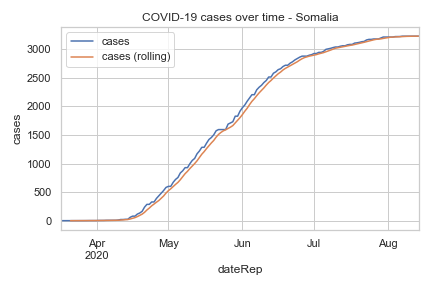 COVID-19 cases over time - Somalia
cases
cases (rolling)
3000
2500
2000
1500
1000
500
0
cases
Apr
2020
May
Jun
Jul
Aug
dateRep